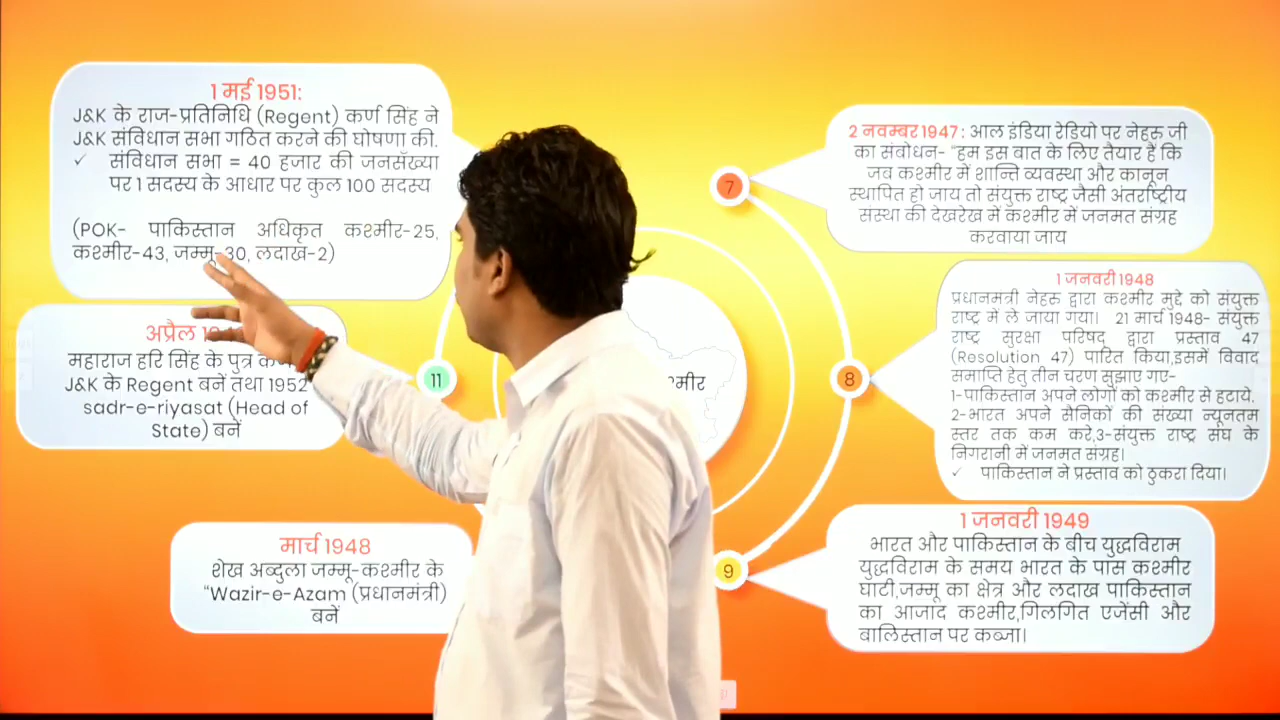 1 मई 1951:
J&K के राज-प्रतिनिधि (Regent) कर्ण सिंह ने
J&K संविधान सभा गठित करने की घोषणा की.
✓ संविधान सभा = 40 हजार की जनसँख्या
पर 1 सदस्य के आधार पर कुल 100 सदस्य
(POK- पाकिस्तान अधिकृत कश्मीर-25,
कश्मीर-43, जम्मू-30, लदाख-2)
अप्रैल
महाराज हरि सिंह के पुत्र
J&K के Regent बनें तथा 1952
sadr-e-riyasat (Head of
State) बनें
मार्च 1948
शेख अब्दुला जम्मू-कश्मीर के
"Wazir-e-Azam (प्रधानमंत्री)
बनें
11
मीर
7
8
9
2 नवम्बर 1947 : आल इंडिया रेडियो पर नेहरू जी
का संबोधन- "हम इस बात के लिए तैयार हैं कि
जब कश्मीर में शान्ति व्यवस्था और कानून
स्थापित हो जाय तो संयुक्त राष्ट्र जैसी अंतर्राष्ट्रीय
संस्था की देखरेख में कश्मीर में जनमत संग्रह
करवाया जाय
1 जनवरी 1948
प्रधानमंत्री नेहरु द्वारा कश्मीर मुद्दे को संयुक्त
राष्ट्र में ले जाया गया। 21 मार्च 1948- संयुक्त
राष्ट्र सुरक्षा परिषद द्वारा प्रस्ताव 47
(Resolution 47) पारित किया,इसमें विवाद
समाप्ति हेतु तीन चरण सुझाए गए-
1-पाकिस्तान अपने लोगों को कश्मीर से हटाये.
2-भारत अपने सैनिकों की संख्या न्यूनतम
स्तर तक कम करे,3-संयुक्त राष्ट्र संघ के
निगरानी में जनमत संग्रह।
✓ पाकिस्तान ने प्रस्ताव को ठुकरा दिया।
1 जनवरी 1949
भारत और पाकिस्तान के बीच युद्धविराम
युद्धविराम के समय भारत के पास कश्मीर
घाटी,जम्मू का क्षेत्र और लदाख पाकिस्तान
का आजाद कश्मीर,गिलगित एजेंसी और
बालिस्तान पर कब्जा।